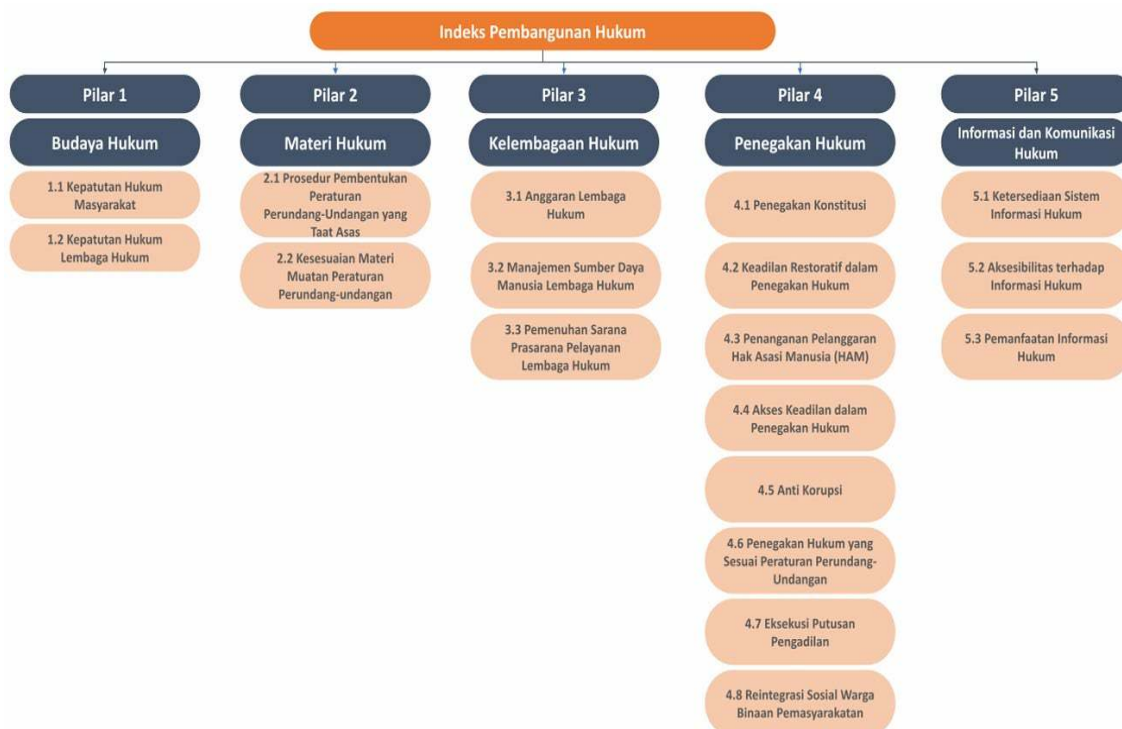 Indeks Pembangunan Hukum
Pilar 1
Budaya Hukum
1.1 Kepatutan Hukum
Masyarakat
1.2 Kepatutan Hukum
Lembaga Hukum
Pilar 2
Materi Hukum
2.1 Prosedur Pembentukan
Peraturan
Perundang-Undangan yang
Taat Asas
2.2 Kesesuaian Materi
Muatan Peraturan
Perundang-undangan
Pilar 3
Kelembagaan Hukum
3.1 Anggaran Lembaga
Hukum
3.2 Manajemen Sumber Daya
Manusia Lembaga Hukum
3.3 Pemenuhan Sarana
Prasarana Pelayanan
Lembaga Hukum
Pilar 4
Penegakan Hukum
4.1 Penegakan Konstitusi
4.2 Keadilan Restoratif dalam
Penegakan Hukum
4.3 Penanganan Pelanggaran
Hak Asasi Manusia (HAM)
4.4 Akses Keadilan dalam
Penegakan Hukum
4.5 Anti Korupsi
4.6 Penegakan Hukum yang
Sesuai Peraturan Perundang-
Undangan
4.7 Eksekusi Putusan
Pengadilan
4.8 Reintegrasi Sosial Warga
Binaan Pemasyarakatan
Pilar 5
Informasi dan Komunikasi
Hukum
5.1 Ketersediaan Sistem
Informasi Hukum
5.2 Aksesibilitas terhadap
Informasi Hukum
5.3 Pemanfaatan Informasi
Hukum